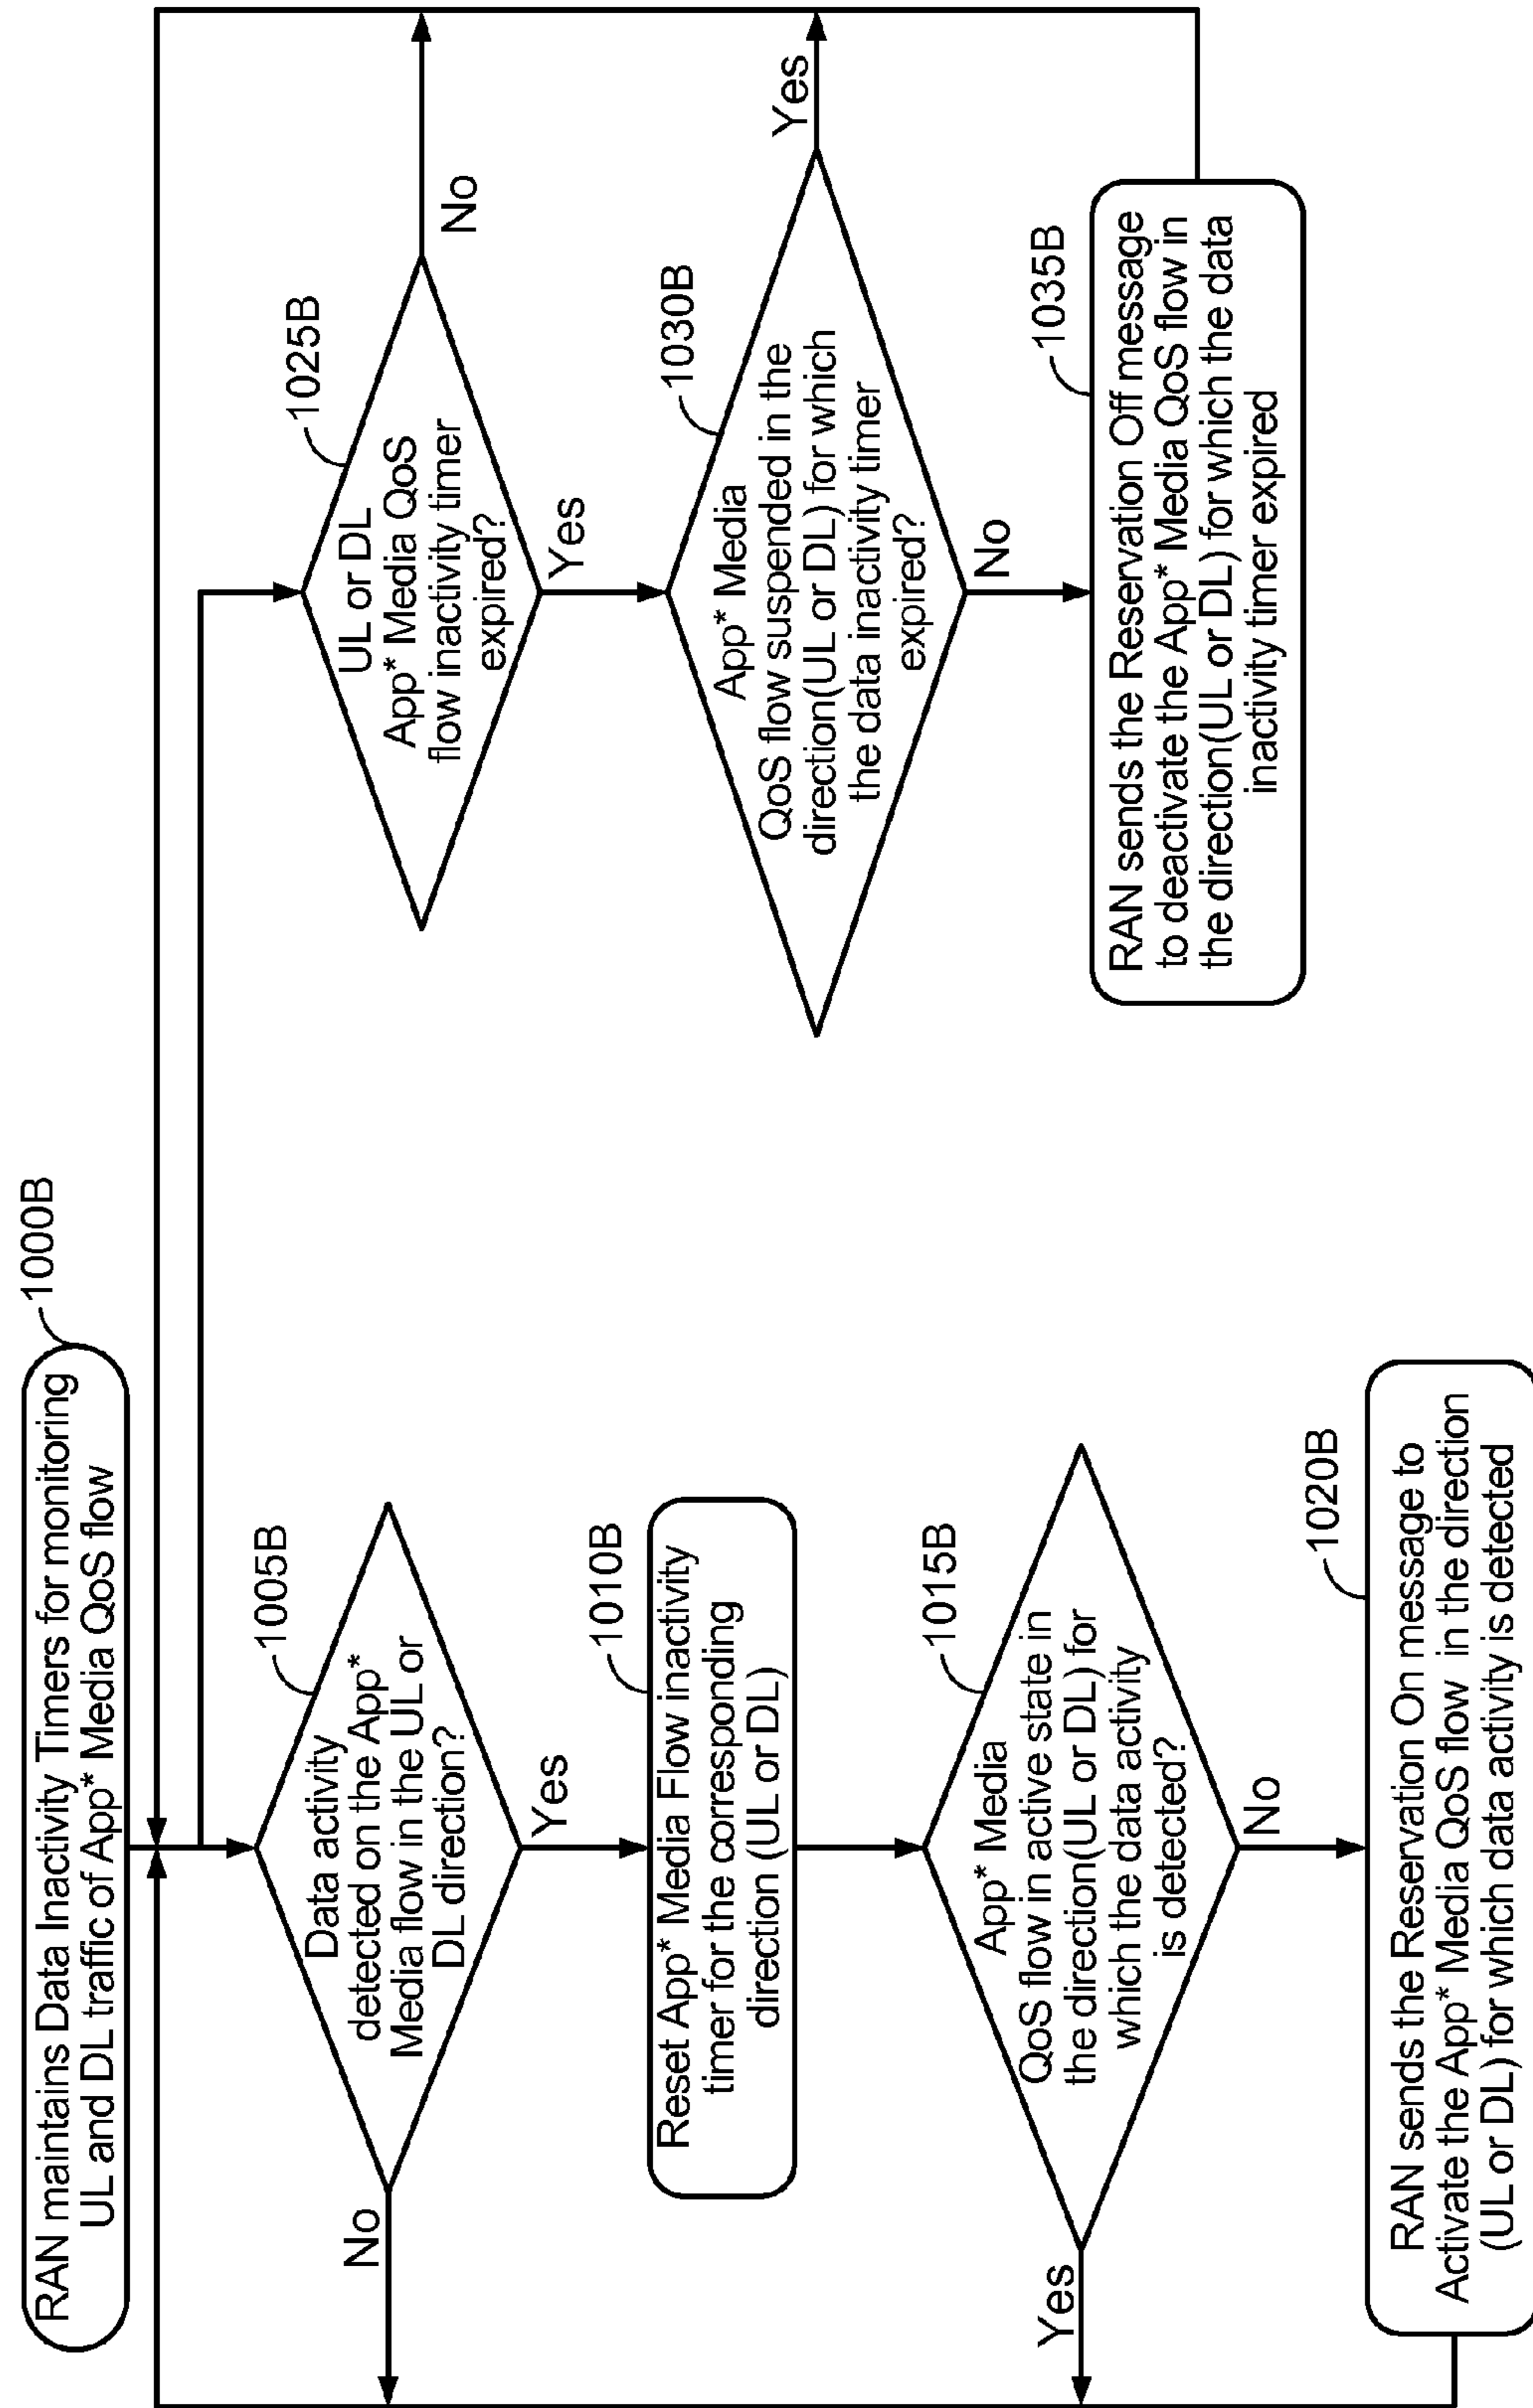 RAN maintains Data Inactivity Timers for monitoring
UL and DL traffic of App* Media QoS flow
1000B
Data activity
detected on the App*
Media flow in the UL or
DL direction?
1005B
No
Yes
Reset App* Media Flow inactivity
timer for the corresponding
direction (UL or DL)
1010B
App* Media
QoS flow in active state in
the direction(UL or DL) for
which the data activity
is detected?
1015B
Yes
No
RAN sends the Reservation On message to
Activate the App* Media QoS flow in the direction
(UL or DL) for which data activity is detected
1020B
UL or DL
App* Media QoS
flow inactivity timer
expired?
1025B
No
Yes
App* Media
QoS flow suspended in the
direction(UL or DL) for which
the data inactivity timer
expired?
1030B
Yes
No
RAN sends the Reservation Off message
to deactivate the App* Media QoS flow in
the direction(UL or DL) for which the data
inactivity timer expired
1035B